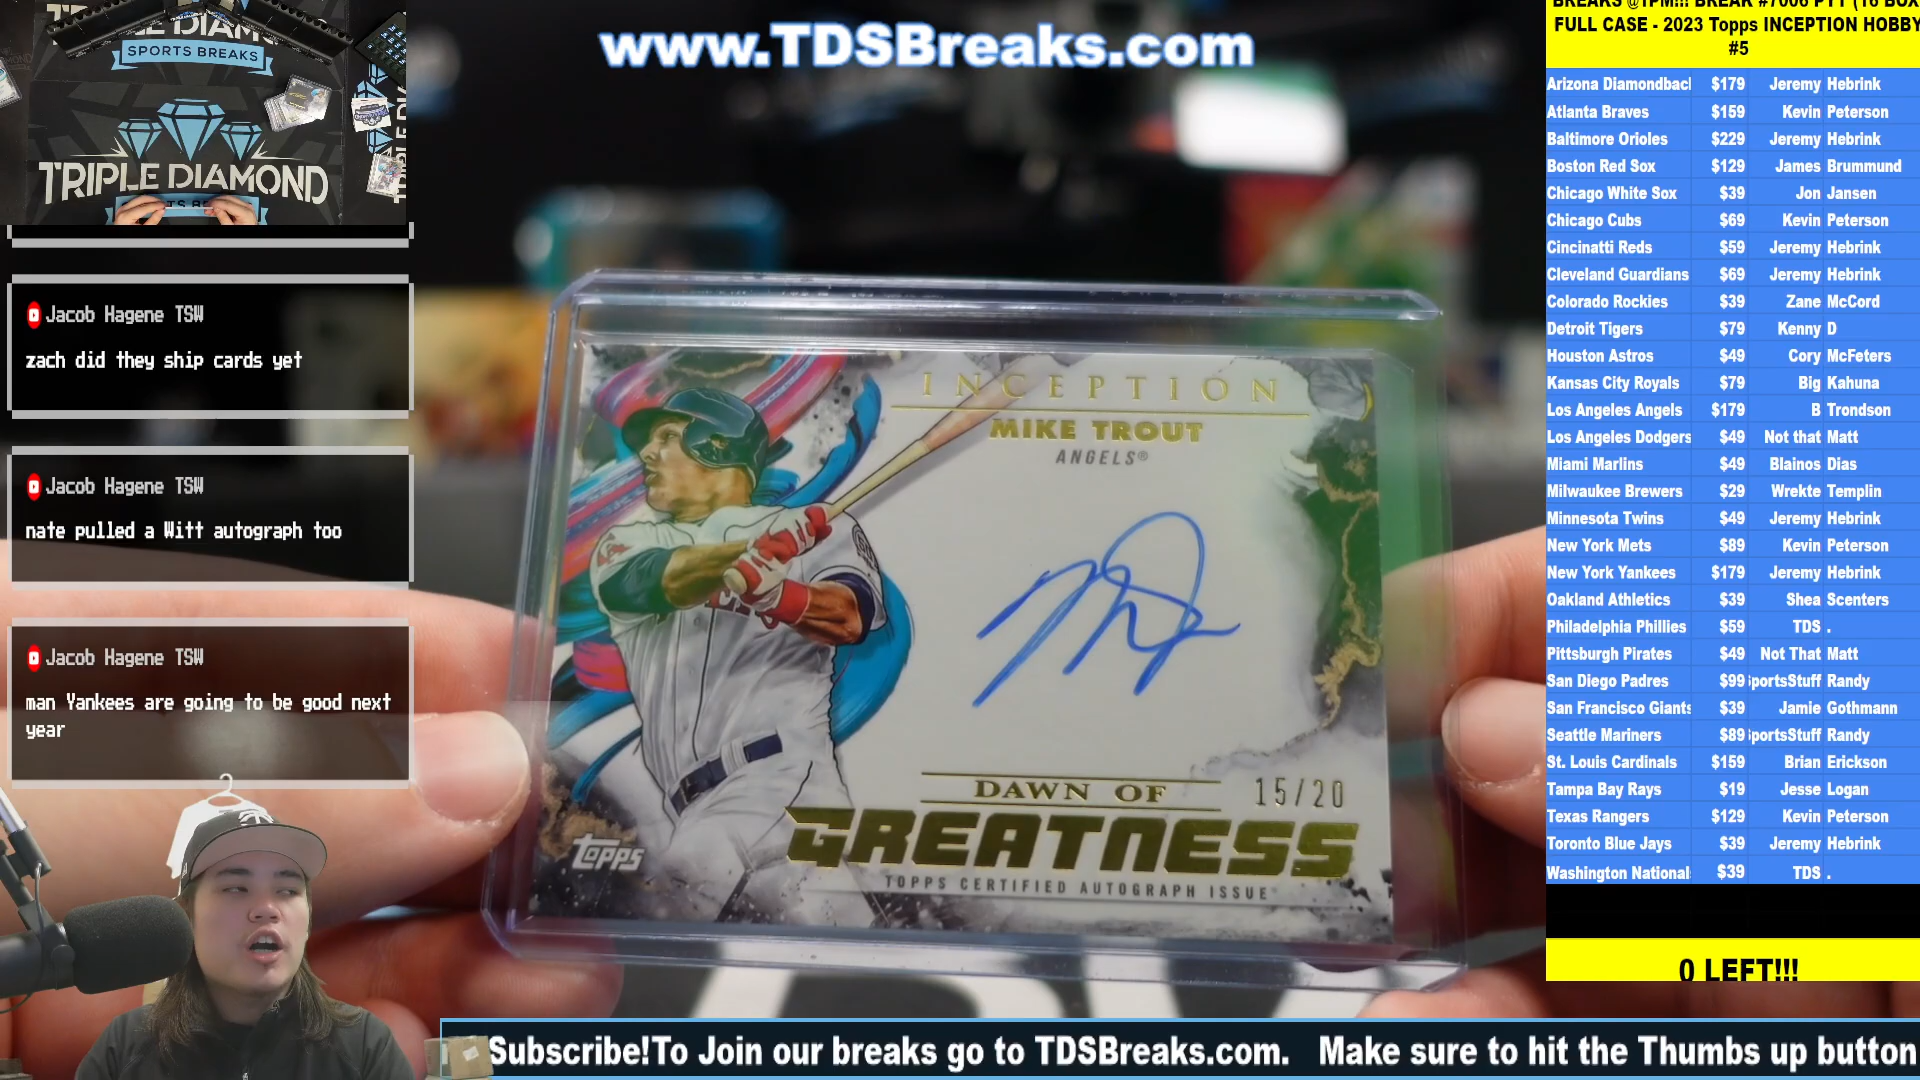 www.TDSBreaks.com
SPORTS BREAKS
TRIPLE DIAMOND
Jacob Hagene TSW
zach did they ship cards yet
Jacob Hagene TSW
nate pulled a Witt autograph too
Jacob Hagene TSW
man Yankees are going to be good next
year
INCEPTION
MIKE TROUT
ANGELS®
DAWN OF
15/20
GREATNESS
topps
TOPPS CERTIFIED AUTOGRAPH ISSUE
BREAKS @1PM!!! BREAK #7006 PYT (16 BOX
FULL CASE - 2023 Topps INCEPTION HOBBY
#5
Arizona Diamondbac $179 Jeremy Hebrink
Atlanta Braves $159 Kevin Peterson
Baltimore Orioles $229 Jeremy Hebrink
Boston Red Sox $129 James Brummund
Chicago White Sox $39 Jon Jansen
Chicago Cubs $69 Kevin Peterson
Cincinatti Reds $59 Jeremy Hebrink
Cleveland Guardians $69 Jeremy Hebrink
Colorado Rockies $39 Zane McCord
Detroit Tigers $79 Kenny D
Houston Astros $49 Cory McFeters
Kansas City Royals $79 Big Kahuna
Los Angeles Angels $179 B Trondson
Los Angeles Dodgers $49 Not that Matt
Miami Marlins $49 Blainos Dias
Milwaukee Brewers $29 Wrekte Templin
Minnesota Twins $49 Jeremy Hebrink
New York Mets $89 Kevin Peterson
New York Yankees $179 Jeremy Hebrink
Oakland Athletics $39 Shea Scenters
Philadelphia Phillies $59 TDS .
Pittsburgh Pirates $49 Not That Matt
San Diego Padres $99 portsStuff Randy
San Francisco Giants $39 Jamie Gothmann
Seattle Mariners $89 portsStuff Randy
St. Louis Cardinals $159 Brian Erickson
Tampa Bay Rays $19 Jesse Logan
Texas Rangers $129 Kevin Peterson
Toronto Blue Jays $39 Jeremy Hebrink
Washington National $39 TDS .
0 LEFT!!!
Subscribe!To Join our breaks go to TDSBreaks.com. Make sure to hit the Thumbs up button